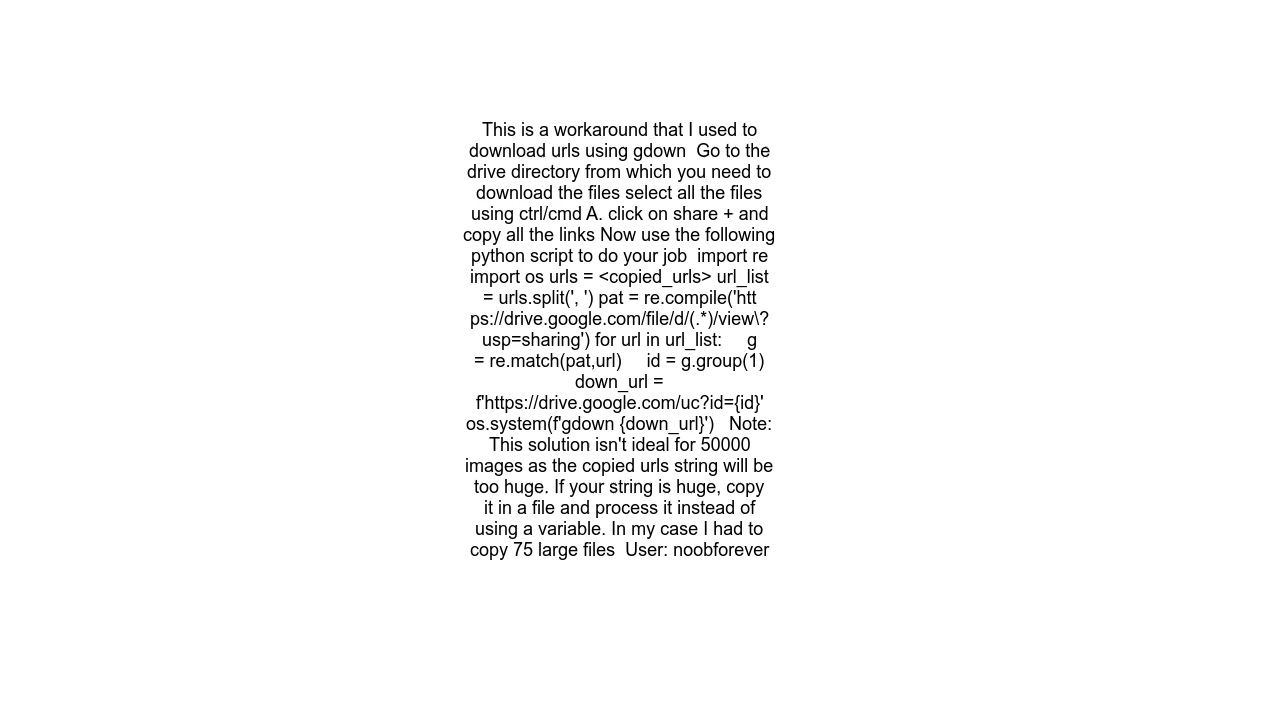 This is a workaround that I used to
download urls using gdown  Go to the
drive directory from which you need to
download the files select all the files
using ctrl/cmd A. click on share + and
copy all the links Now use the following
python script to do your job  import re
import os urls = <copied_urls> url_list
= urls.split(', ') pat = re.compile('htt
ps://drive.google.com/file/d/(.*)/view\?
usp=sharing') for url in url_list:     g
= re.match(pat,url)     id = g.group(1)
down_url =
f'https://drive.google.com/uc?id={id}'
os.system(f'gdown {down_url}')   Note:
This solution isn't ideal for 50000
images as the copied urls string will be
too huge. If your string is huge, copy
it in a file and process it instead of
using a variable. In my case I had to
copy 75 large files  User: noobforever